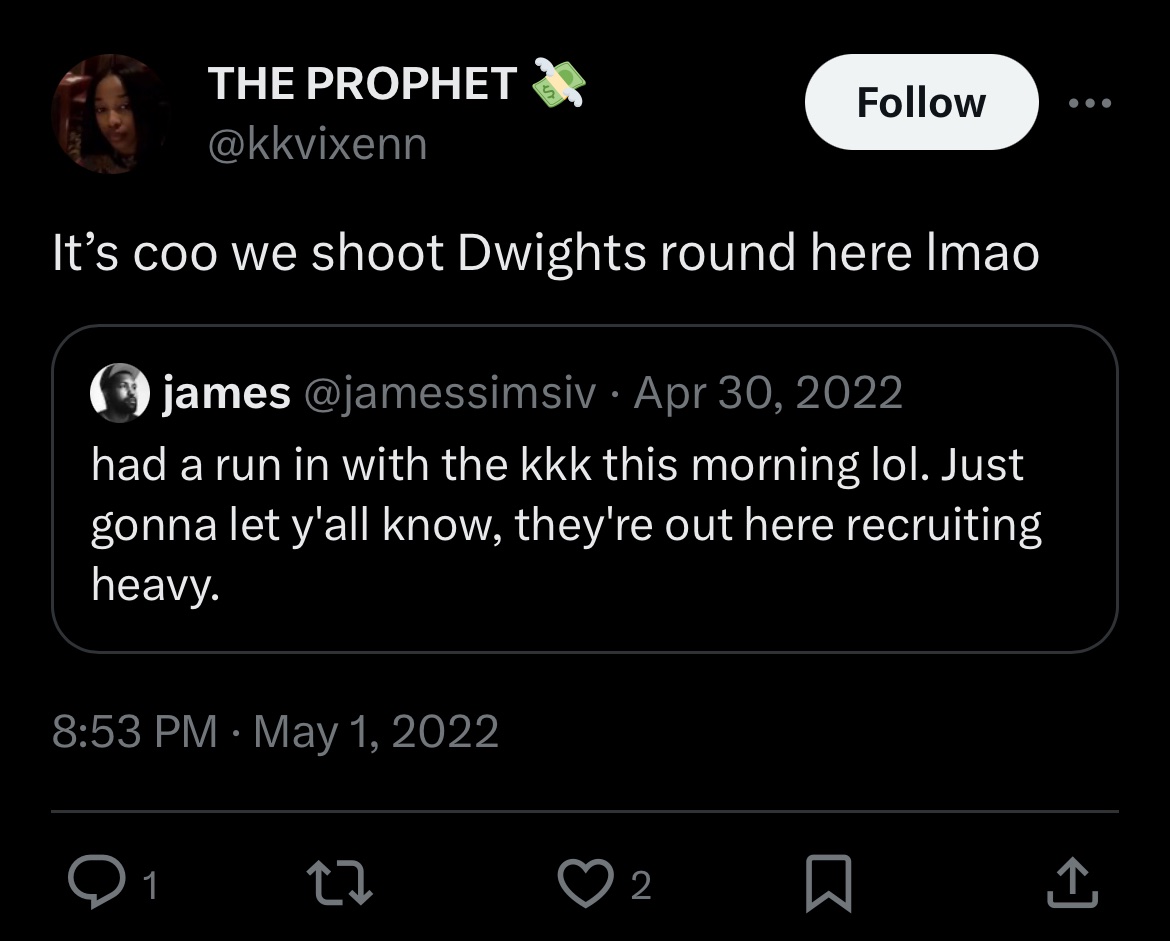 THE PROPHET 💸
@kkvixenn
Follow
It’s coo we shoot Dwights round here lmao
james @jamessimsiv · Apr 30, 2022
had a run in with the kkk this morning lol. Just
gonna let y'all know, they're out here recruiting
heavy.
8:53 PM · May 1, 2022
1
2